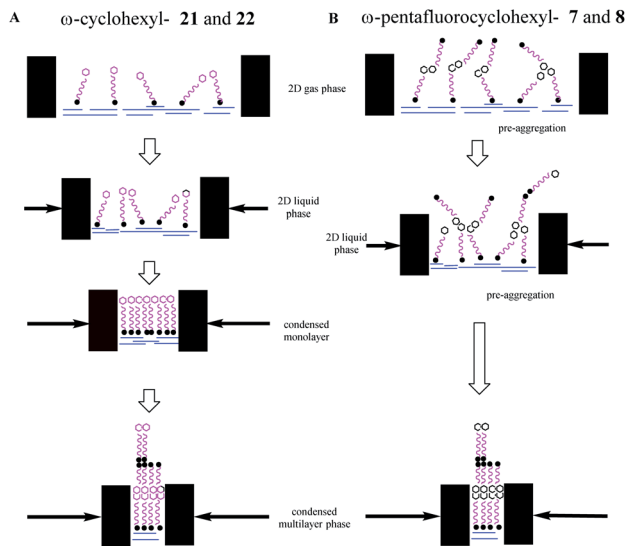 A
ω-cyclohexyl- 21 and 22
B
ω-pentafluorocyclohexyl- 7 and 8
2D gas phase
pre-aggregation
2D liquid
phase
2D liquid
phase
pre-aggregation
condensed
monolayer
condensed
multilayer phase